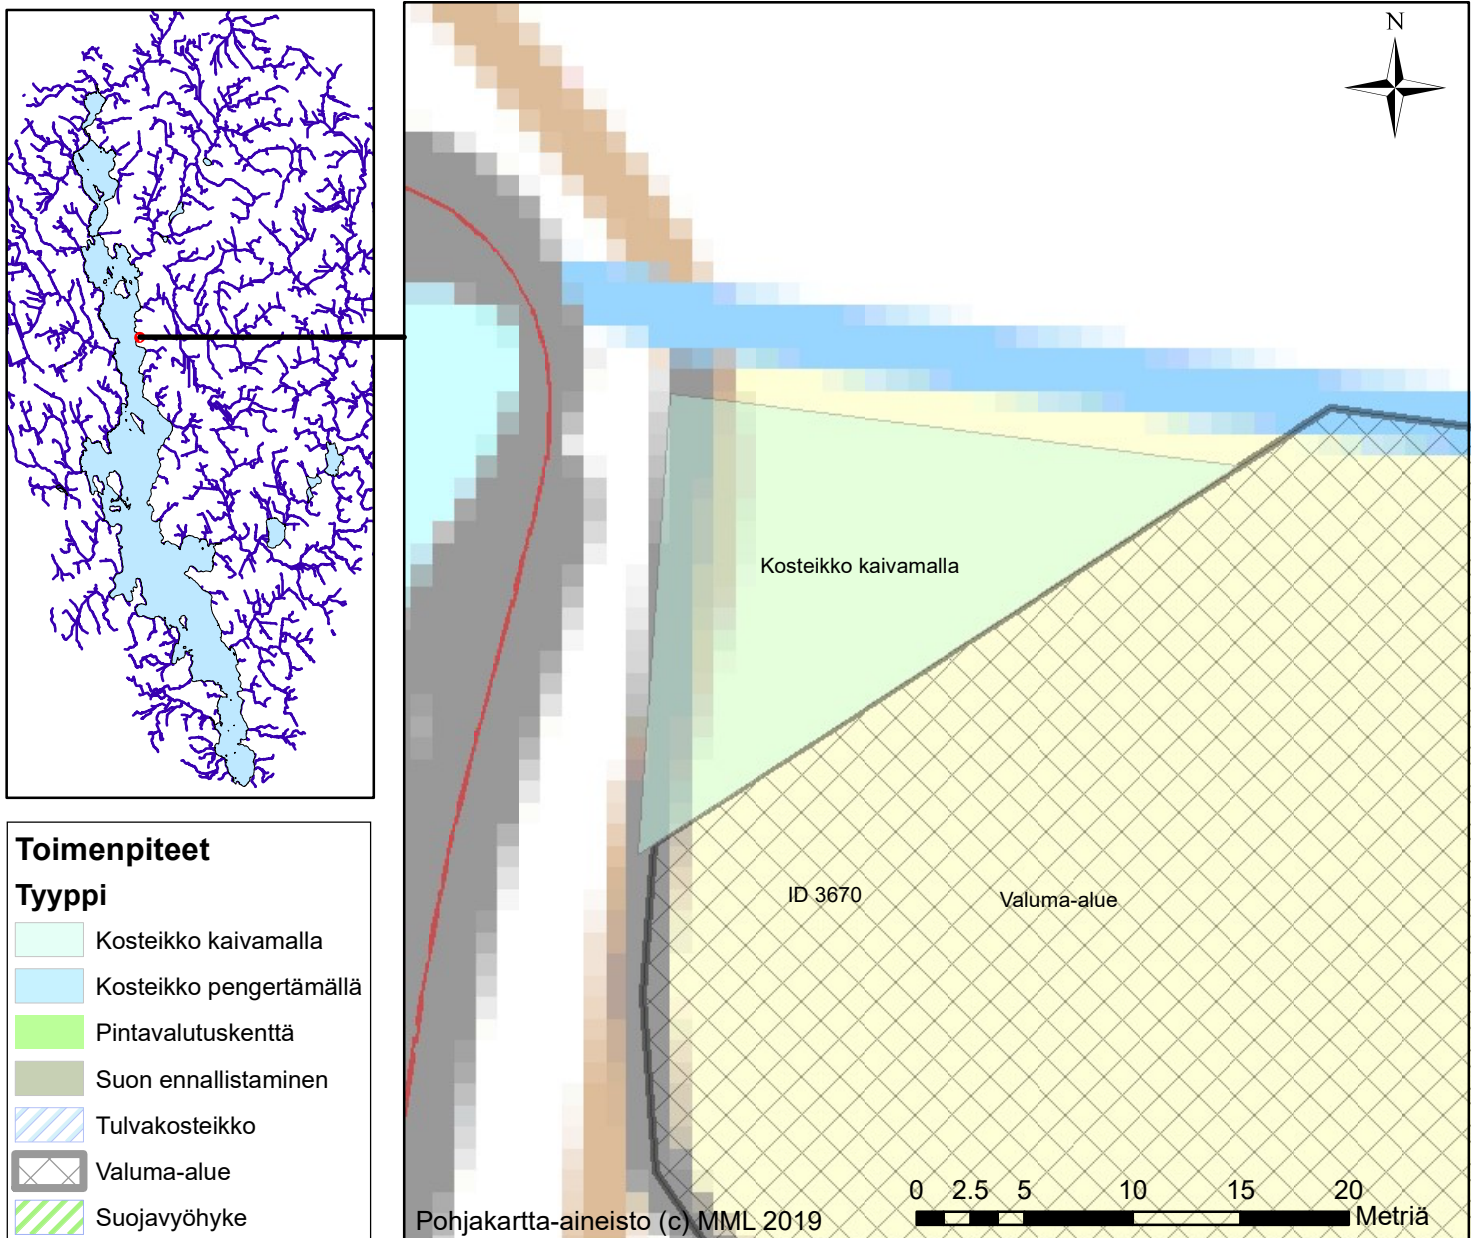 N
Kosteikko kaivamalla
ID 3670
Valuma-alue
0 2.5 5 10 15 20
Metriä
Pohjakartta-aineisto (c) MML 2019
Toimenpiteet
Tyyppi
Kosteikko kaivamalla
Kosteikko pengertämällä
Pintavalutuskenttä
Suon ennallistaminen
Tulvakosteikko
Valuma-alue
Suojavyöhyke